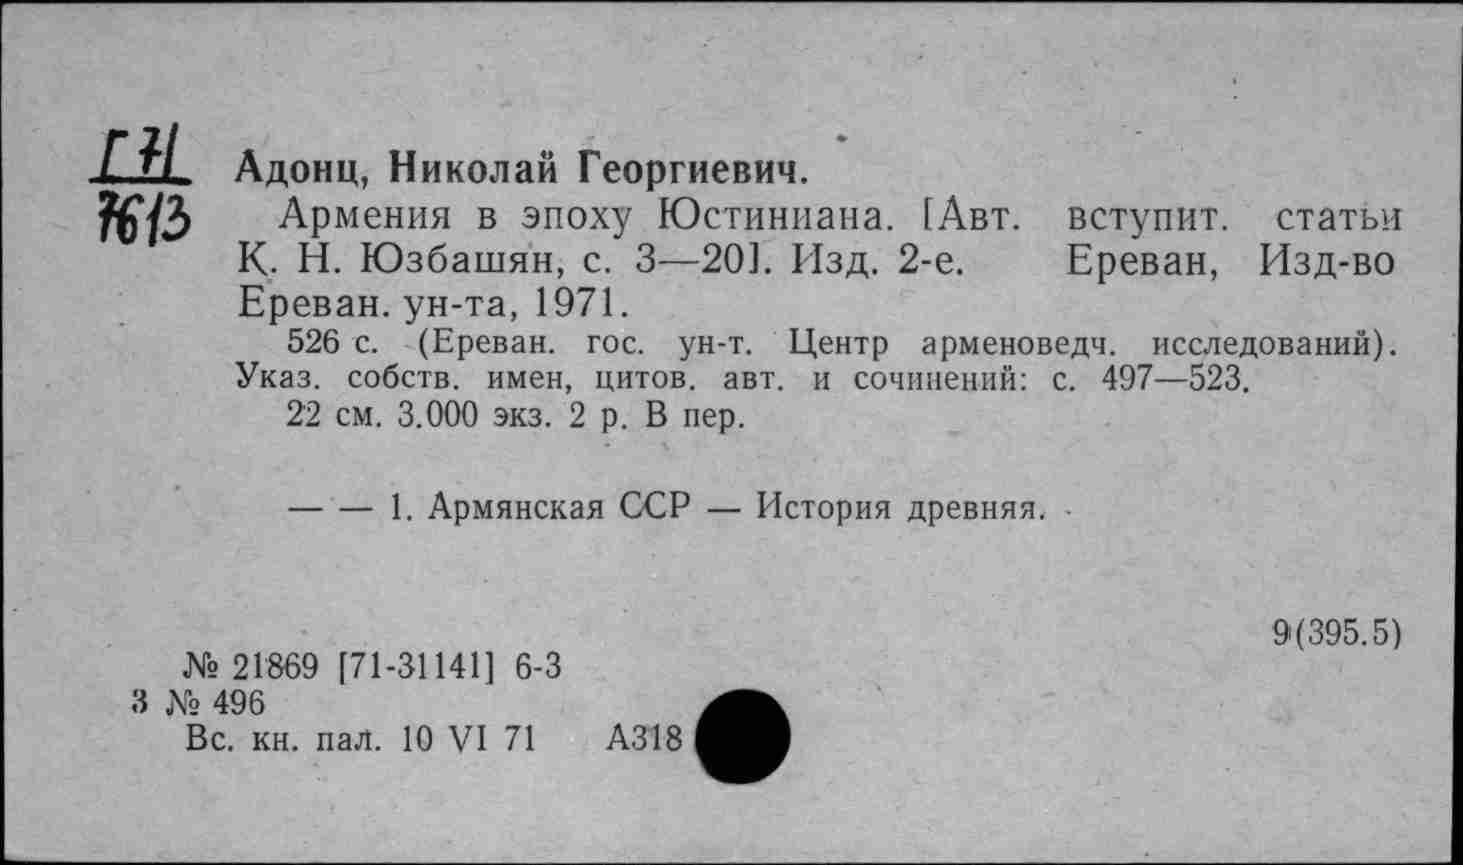 Адонц, Николай Георгиевич.
Армения в эпоху Юстиниана. [Авт. вступит. статьи
К. Н. Юзбашян, с. 3—20]. Изд. 2-е. Ереван, Изд-во
Ереван. ун-та, 1971.
526 с. (Ереван. гос. ун-т. Центр арменоведч. исследований).
Указ. собств. имен, цитов. авт. и сочинений: с. 497—523.
22 см. 3.000 экз. 2 р. В пер.
— — 1. Армянская ССР — История древняя.
9(395.5)
№ 21869 [71-31141] 6-3
3 № 496
Вс. кн. пал. 10 VI 71 А318